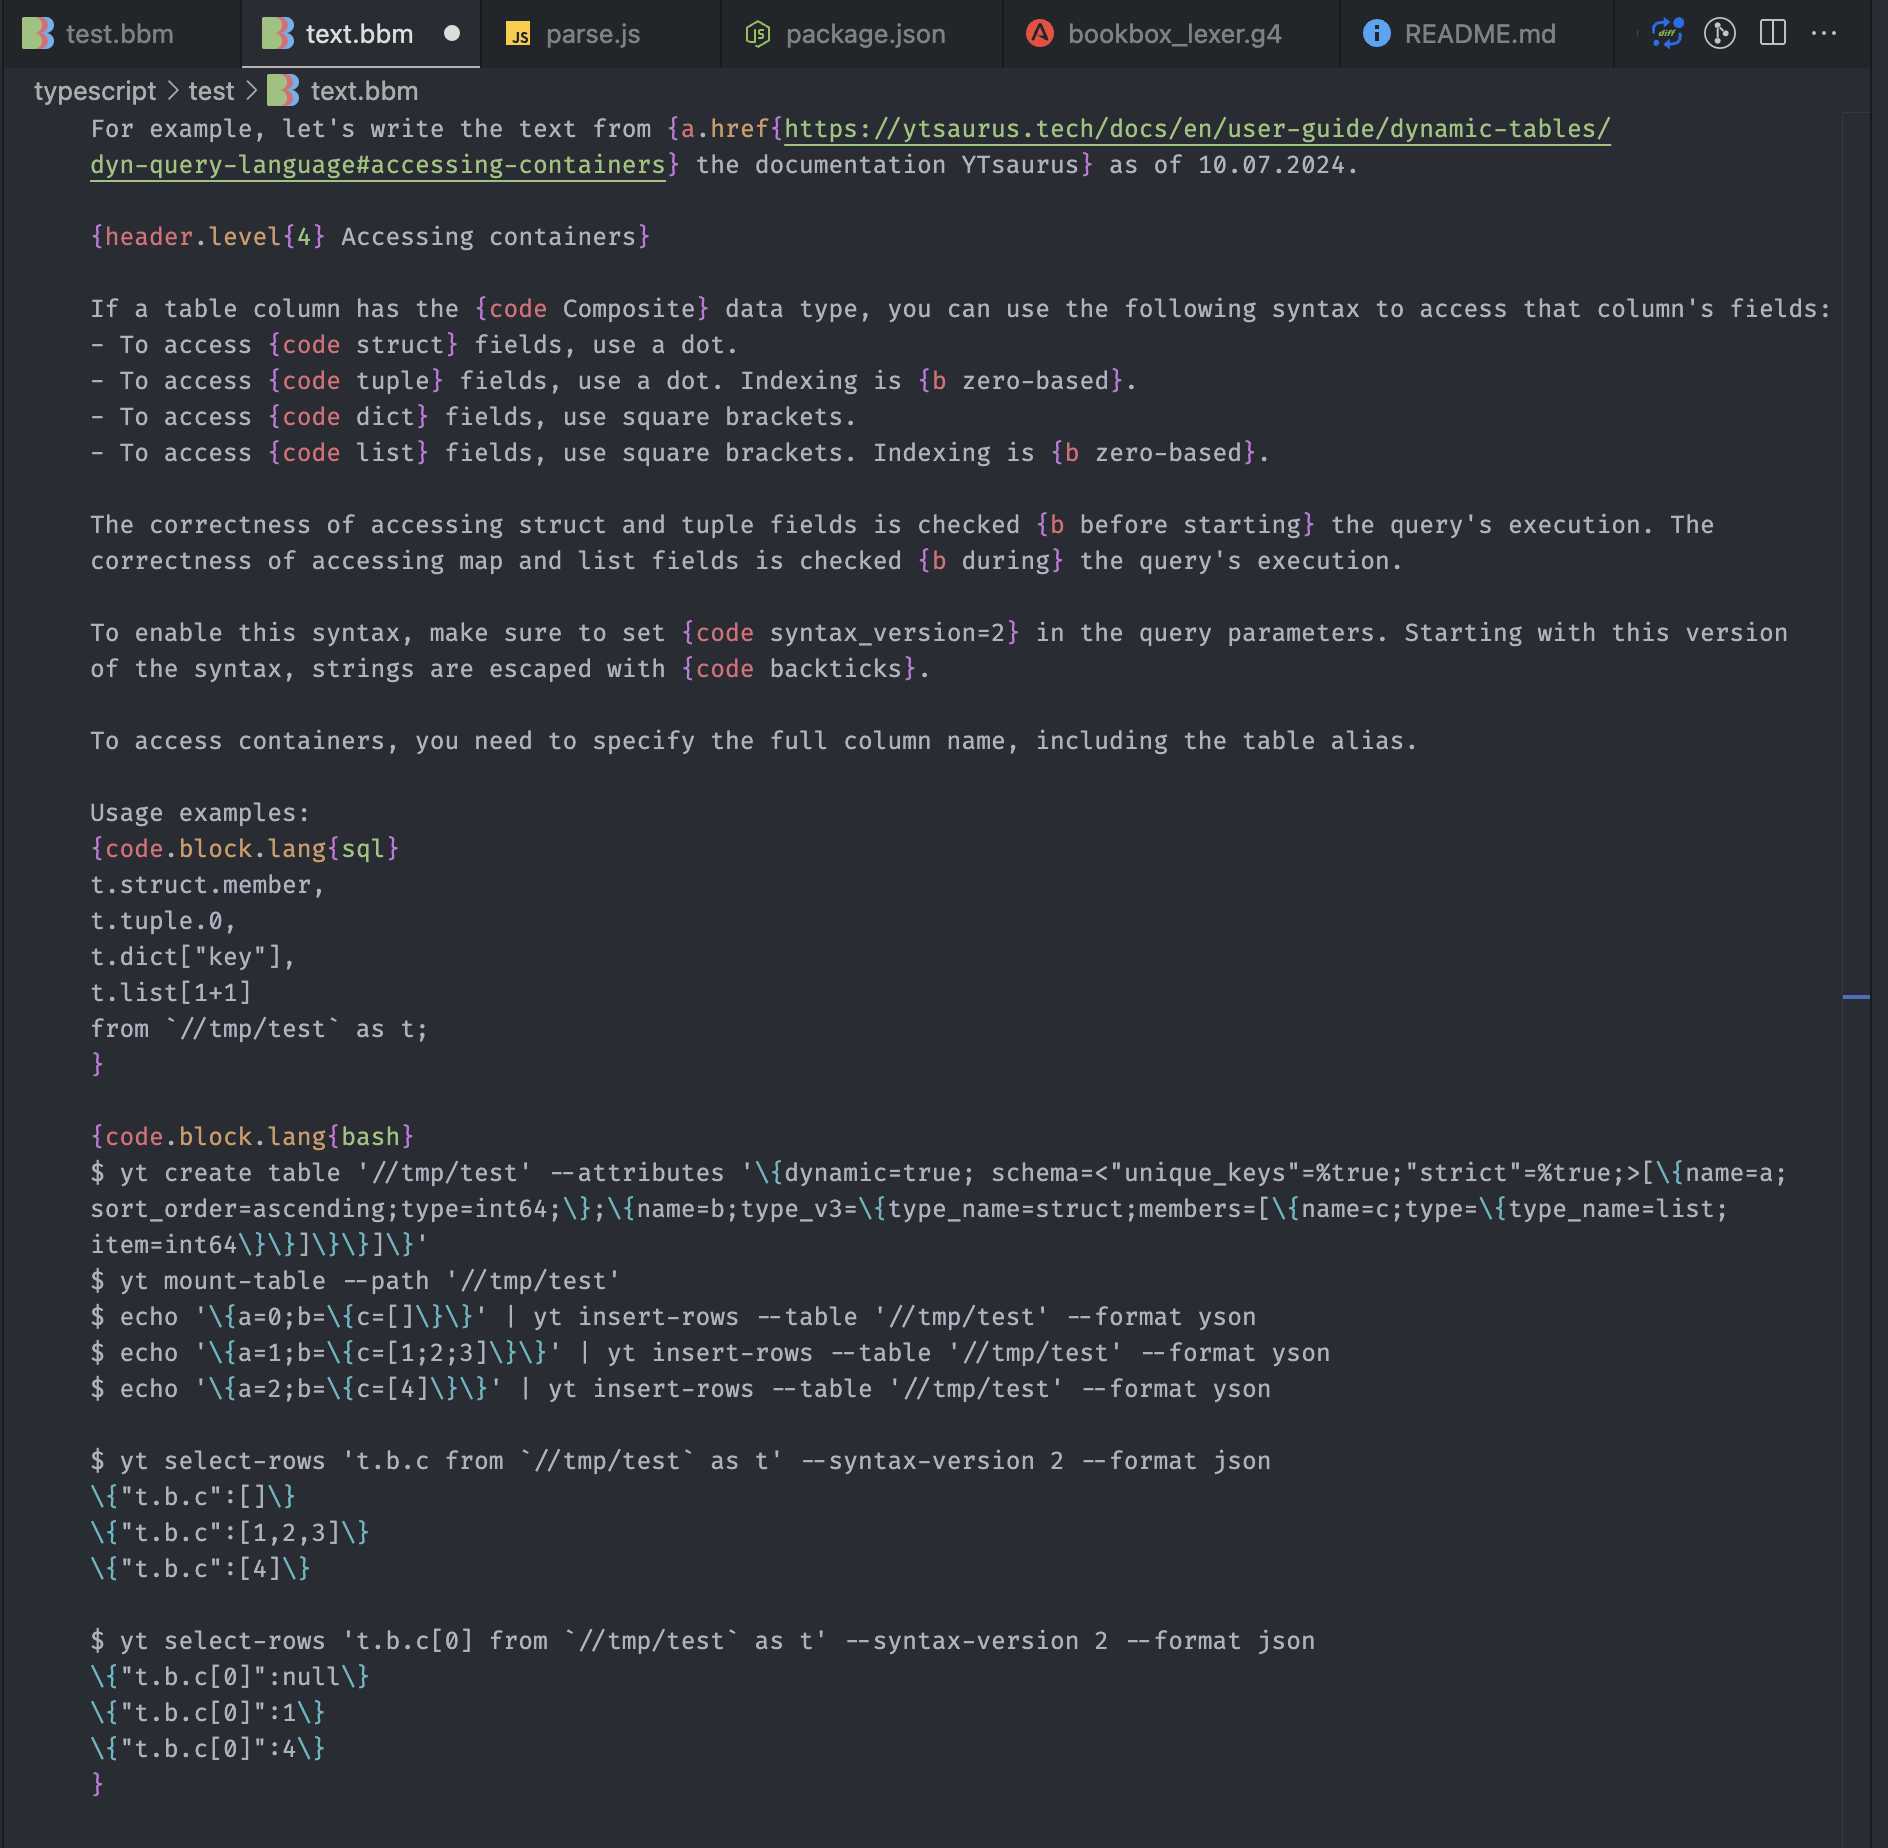 test.bbm text.bbm JS parse.js JS package.json A bookbox_lexer.g4 i README.md diff
typescript > test > text.bbm
For example, let's write the text from {a.href{https://ytsaurus.tech/docs/en/user-guide/dynamic-tables/
dyn-query-language#accessing-containers} the documentation YTsaurus} as of 10.07.2024.
{header.level{4} Accessing containers}
If a table column has the {code Composite} data type, you can use the following syntax to access that column's fields:
- To access {code struct} fields, use a dot.
- To access {code tuple} fields, use a dot. Indexing is {b zero-based}.
- To access {code dict} fields, use square brackets.
- To access {code list} fields, use square brackets. Indexing is {b zero-based}.
The correctness of accessing struct and tuple fields is checked {b before starting} the query's execution. The
correctness of accessing map and list fields is checked {b during} the query's execution.
To enable this syntax, make sure to set {code syntax_version=2} in the query parameters. Starting with this version
of the syntax, strings are escaped with {code backticks}.
To access containers, you need to specify the full column name, including the table alias.
Usage examples:
{code.block.lang{sql}
t.struct.member,
t.tuple.0,
t.dict["key"],
t.list[1+1]
from `//tmp/test` as t;
}
{code.block.lang{bash}
$ yt create table '//tmp/test' --attributes '\{dynamic=true; schema=<"unique_keys"=%true;"strict"=%true;>[\{name=a;
sort_order=ascending;type=int64;\};\{name=b;type_v3=\{type_name=struct;members=[\{name=c;type=\{type_name=list;
item=int64\}\}]\}\}]\}'
$ yt mount-table --path '//tmp/test'
$ echo '\{a=0;b=\{c=[]\}\}' | yt insert-rows --table '//tmp/test' --format yson
$ echo '\{a=1;b=\{c=[1;2;3]\}\}' | yt insert-rows --table '//tmp/test' --format yson
$ echo '\{a=2;b=\{c=[4]\}\}' | yt insert-rows --table '//tmp/test' --format yson
$ yt select-rows 't.b.c from `//tmp/test` as t' --syntax-version 2 --format json
\{"t.b.c":[]\}
\{"t.b.c":[1,2,3]\}
\{"t.b.c":[4]\}
$ yt select-rows 't.b.c[0] from `//tmp/test` as t' --syntax-version 2 --format json
\{"t.b.c[0]":null\}
\{"t.b.c[0]":1\}
\{"t.b.c[0]":4\}
}